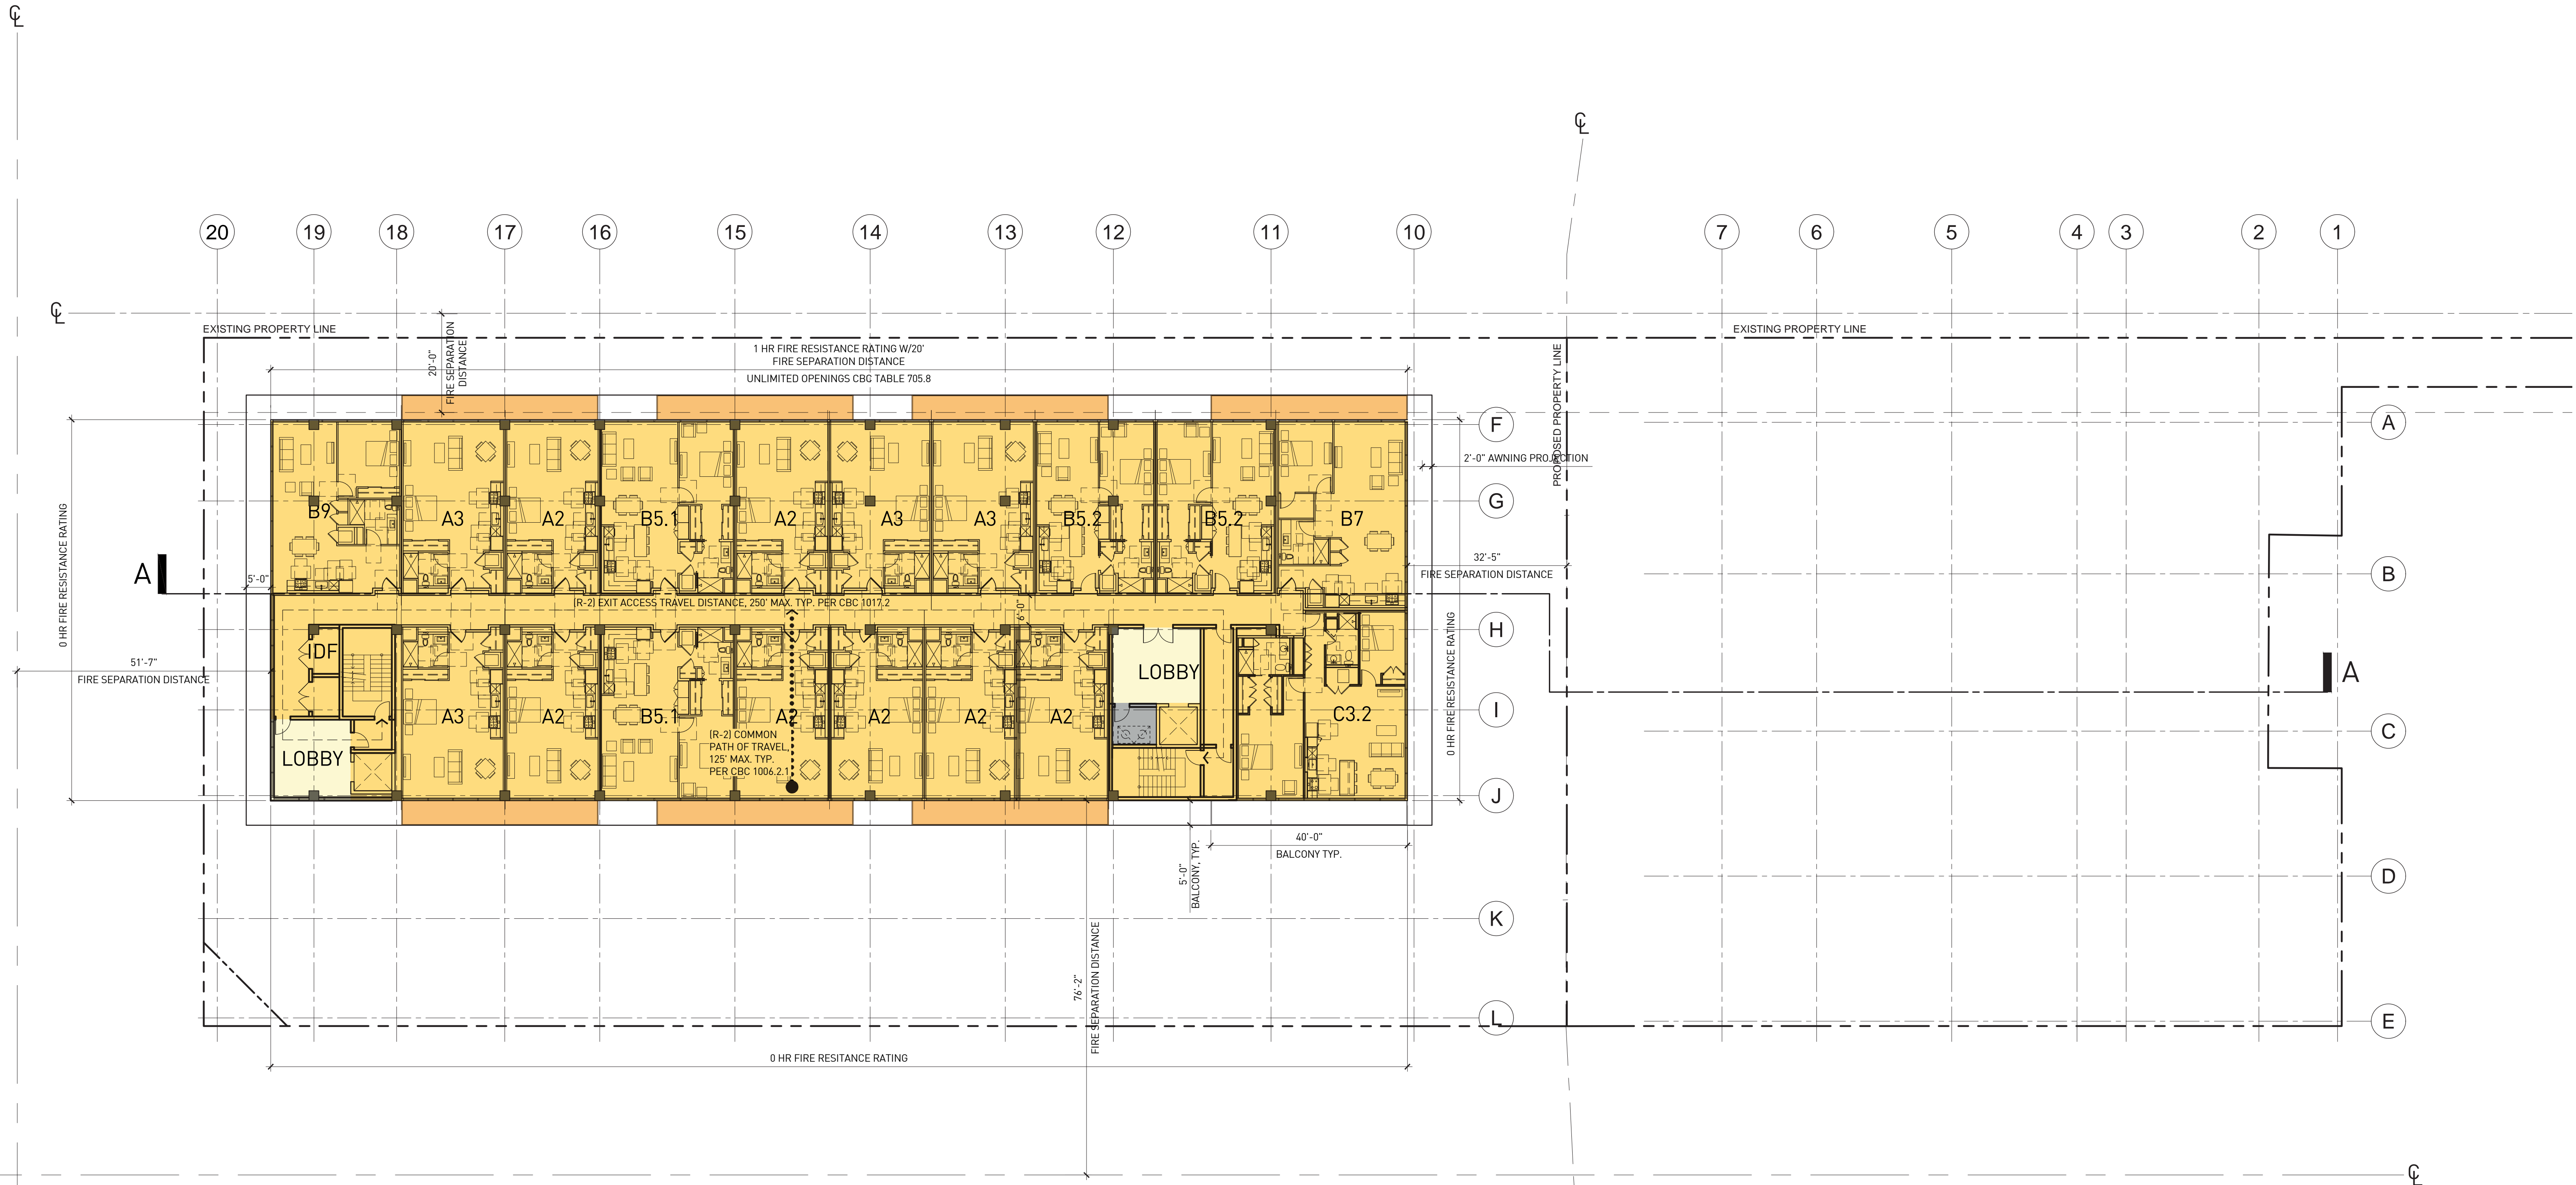 ℄
℄
20
19
18
17
16
15
14
13
12
11
10
7
6
5
4
3
2
1
℄
EXISTING PROPERTY LINE
EXISTING PROPERTY LINE
20'-0"
FIRE SEPARATION
DISTANCE
1 HR FIRE RESISTANCE RATING W/20'
FIRE SEPARATION DISTANCE
UNLIMITED OPENINGS CBC TABLE 705.8
PROPOSED PROPERTY LINE
F
A
2'-0" AWNING PROJECTION
G
B9
A3
A2
B5.1
A2
A3
A3
B5.2
B5.2
B7
0 HR FIRE RESISTANCE RATING
A
5'-0"
32'-5"
FIRE SEPARATION DISTANCE
B
(R-2) EXIT ACCESS TRAVEL DISTANCE, 250' MAX. TYP. PER CBC 1017.2
6'-0"
H
0 HR FIRE RESISTANCE RATING
IDF
51'-7"
FIRE SEPARATION DISTANCE
LOBBY
A
A3
A2
B5.1
A2
A2
A2
A2
C3.2
I
C
(R-2) COMMON
PATH OF TRAVEL,
125' MAX. TYP.
PER CBC 1006.2.1
LOBBY
J
40'-0"
BALCONY TYP.
5'-0"
BALCONY, TYP.
D
K
76'-2"
FIRE SEPARATION DISTANCE
L
E
0 HR FIRE RESITANCE RATING
℄